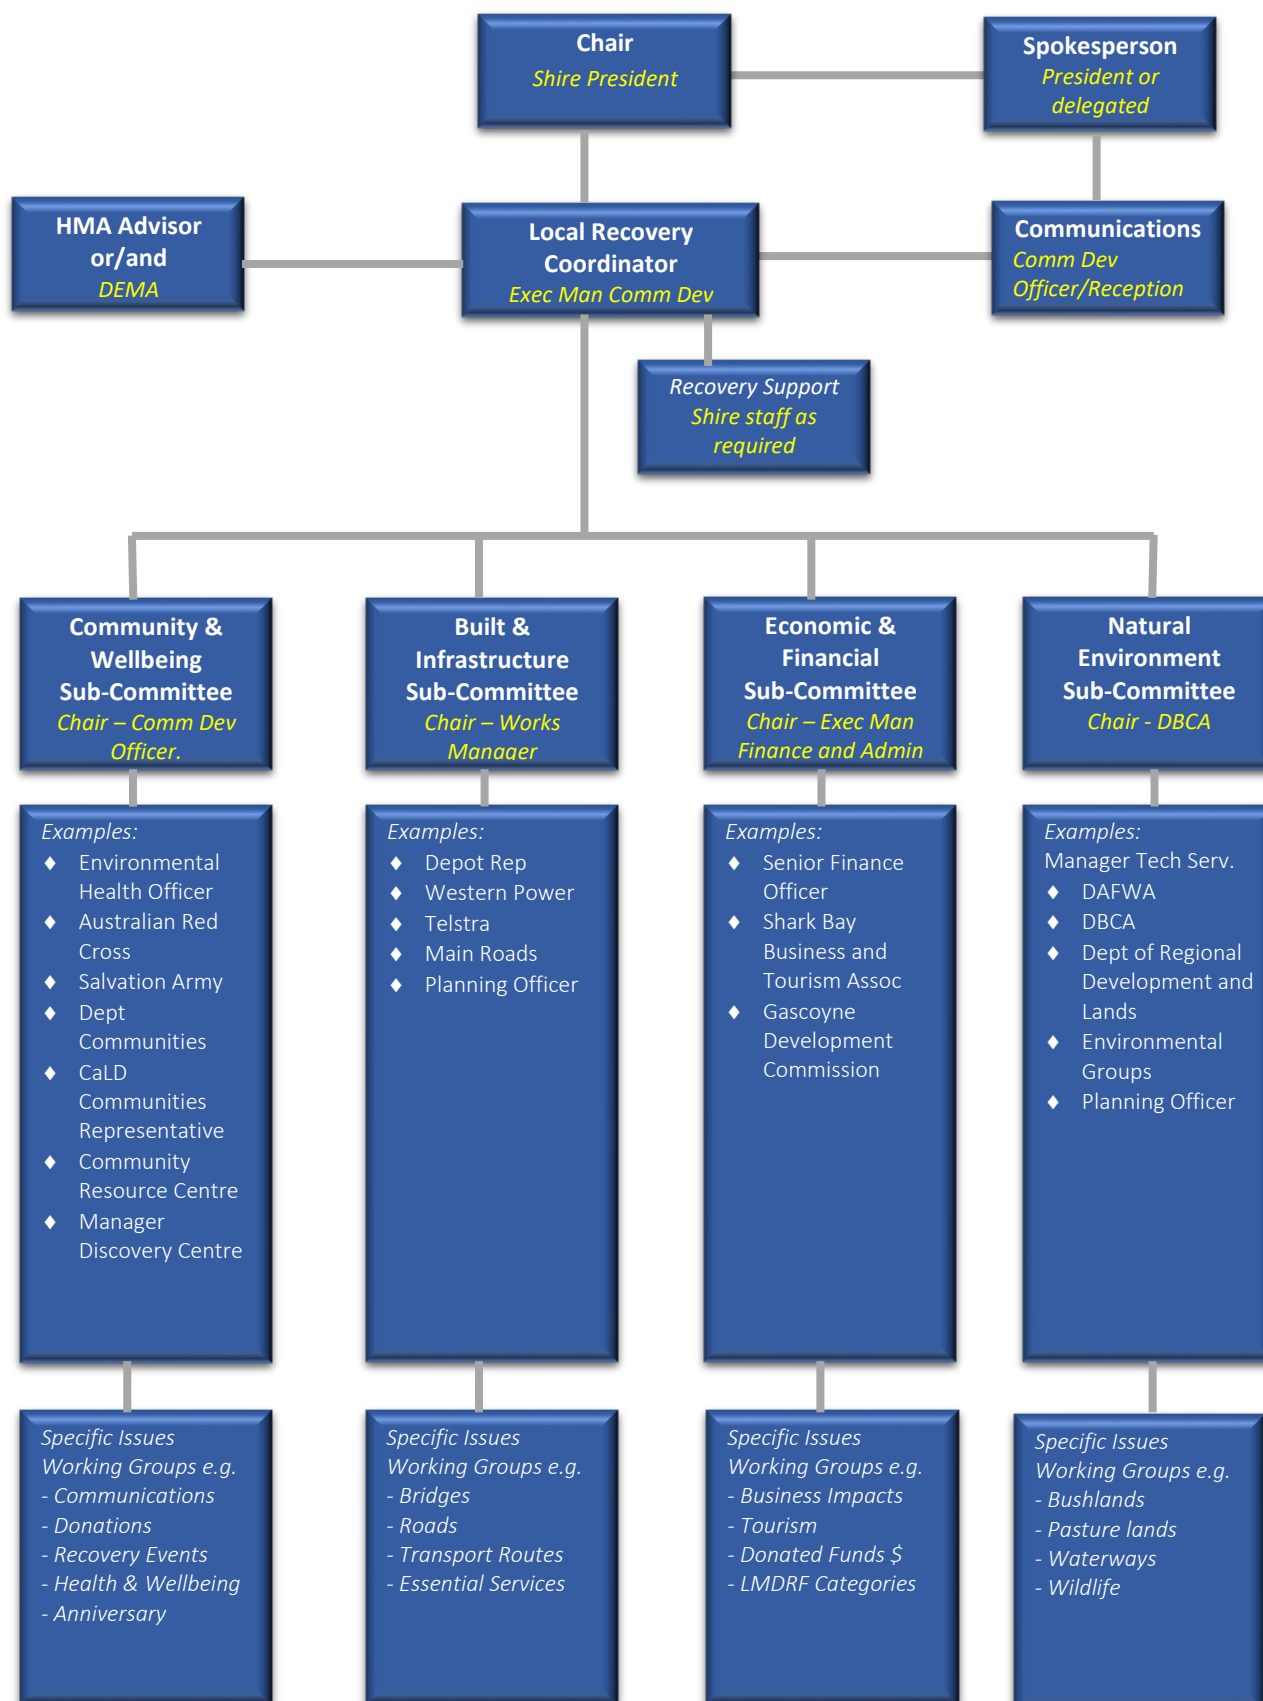 Chair
Shire President
Spokesperson
President or
delegated
HMA Advisor
or/and
DEMA
Local Recovery
Coordinator
Exec Man Comm Dev
Communications
Comm Dev
Officer/Reception
Recovery Support
Shire staff as
required
Community &
Wellbeing
Sub-Committee
Chair – Comm Dev
Officer.
Built &
Infrastructure
Sub-Committee
Chair – Works
Manager
Economic &
Financial
Sub-Committee
Chair – Exec Man
Finance and Admin
Natural
Environment
Sub-Committee
Chair - DBCA
Examples:
♦ Environmental
Health Officer
♦ Australian Red
Cross
♦ Salvation Army
♦ Dept
Communities
♦ CaLD
Communities
Representative
♦ Community
Resource Centre
♦ Manager
Discovery Centre
Examples:
♦ Depot Rep
♦ Western Power
♦ Telstra
♦ Main Roads
♦ Planning Officer
Examples:
♦ Senior Finance
Officer
♦ Shark Bay
Business and
Tourism Assoc
♦ Gascoyne
Development
Commission
Examples:
Manager Tech Serv.
♦ DAFWA
♦ DBCA
♦ Dept of Regional
Development and
Lands
♦ Environmental
Groups
♦ Planning Officer
Specific Issues
Working Groups e.g.
- Communications
- Donations
- Recovery Events
- Health & Wellbeing
- Anniversary
Specific Issues
Working Groups e.g.
- Bridges
- Roads
- Transport Routes
- Essential Services
Specific Issues
Working Groups e.g.
- Business Impacts
- Tourism
- Donated Funds $
- LMDRF Categories
Specific Issues
Working Groups e.g.
- Bushlands
- Pasture lands
- Waterways
- Wildlife